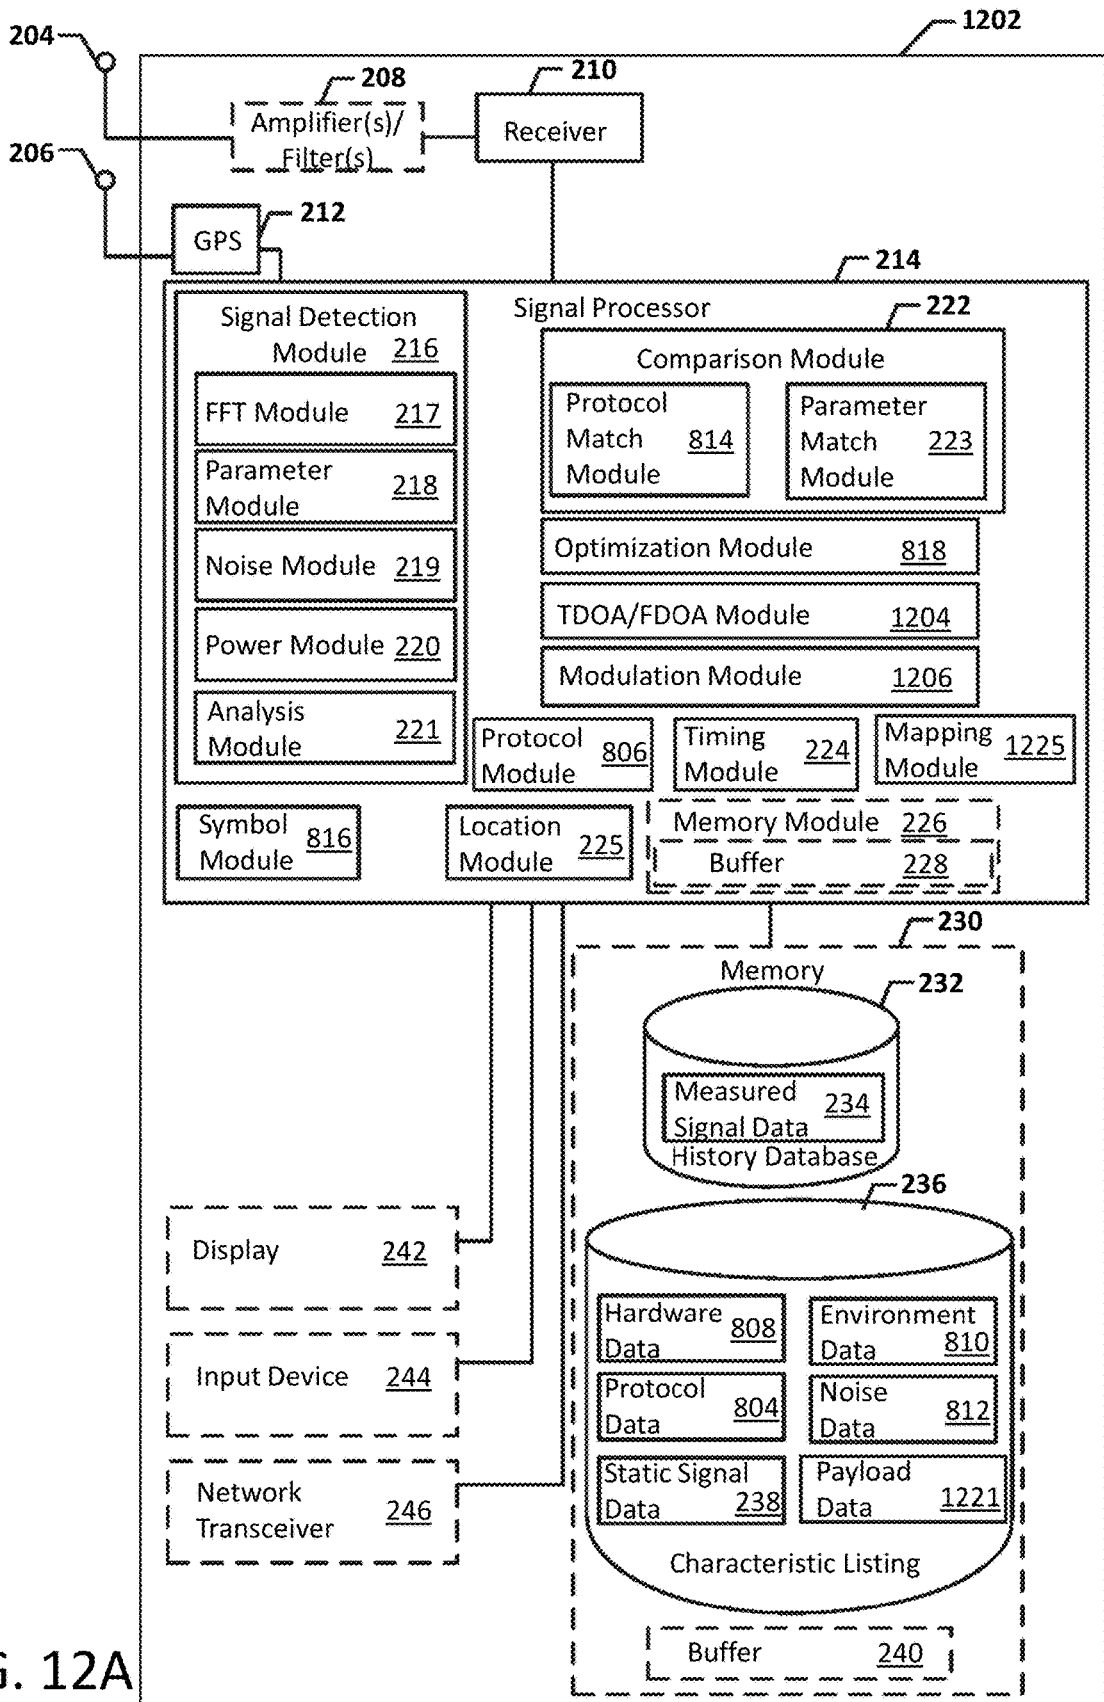 204
1202
208
210
Amplifier(s)/
Filter(s)
Receiver
206
212
GPS
214
Signal Detection
Module 216
Signal Processor
222
Comparison Module
FFT Module 217
Protocol
Match 814
Module
Parameter
Match 223
Module
Parameter
Module 218
Optimization Module 818
Noise Module 219
TDOA/FDOA Module 1204
Power Module 220
Modulation Module 1206
Analysis
Module 221
Protocol
Module 806
Timing
Module 224
Mapping
Module 1225
Symbol
Module 816
Location
Module 225
Memory Module 226
Buffer 228
230
Memory
232
Measured
Signal Data 234
History Database
236
Display 242
Hardware
Data 808
Environment
Data 810
Input Device 244
Protocol
Data 804
Noise
Data 812
Network
Transceiver 246
Static Signal
Data 238
Payload
Data 1221
Characteristic Listing
Buffer 240
G. 12A